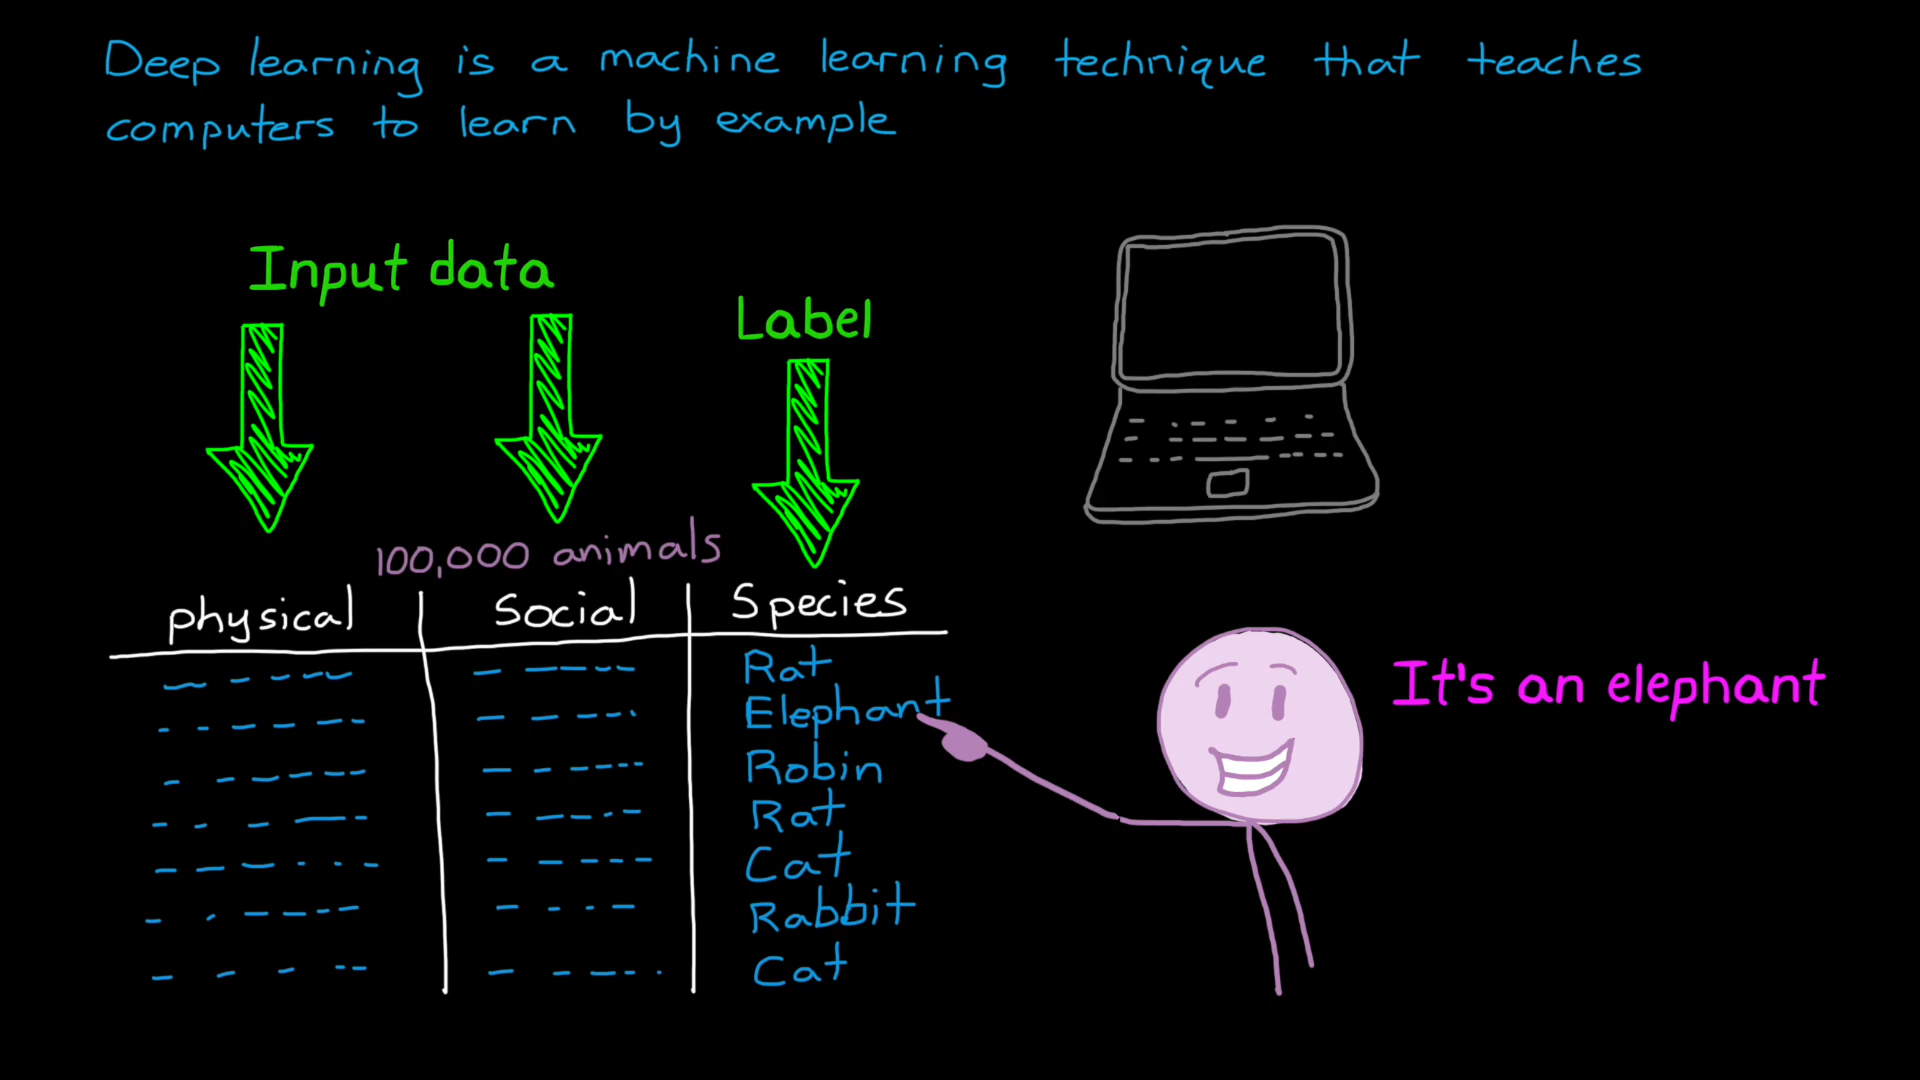 Deep learning is a machine learning technique that teaches
computers to learn by example
Input data
Label
100,000 animals
physical
Social
Species
Rat
Elephant
Robin
Rat
Cat
Rabbit
Cat
It's an elephant